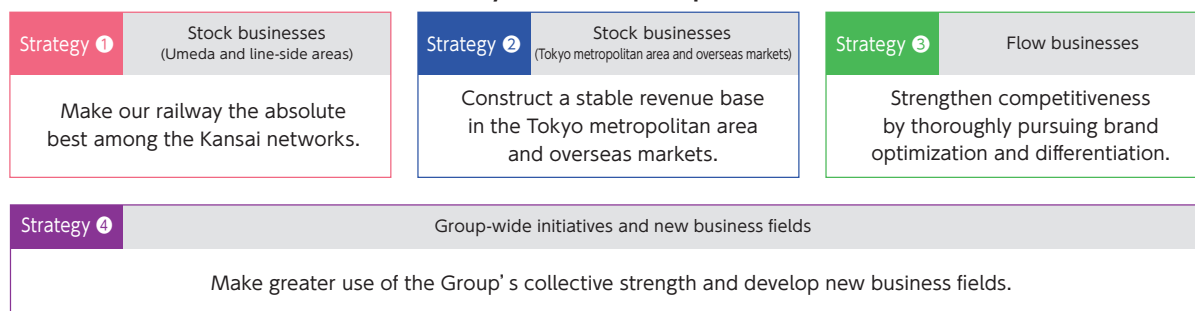 Strategy ❶
Stock businesses
(Umeda and line-side areas)
Make our railway the absolute
best among the Kansai networks.
Strategy ❷
Stock businesses
(Tokyo metropolitan area and overseas markets)
Construct a stable revenue base
in the Tokyo metropolitan area
and overseas markets.
Strategy ❸
Flow businesses
Strengthen competitiveness
by thoroughly pursuing brand
optimization and differentiation.
Strategy ❹
Group-wide initiatives and new business fields
Make greater use of the Group’ s collective strength and develop new business fields.